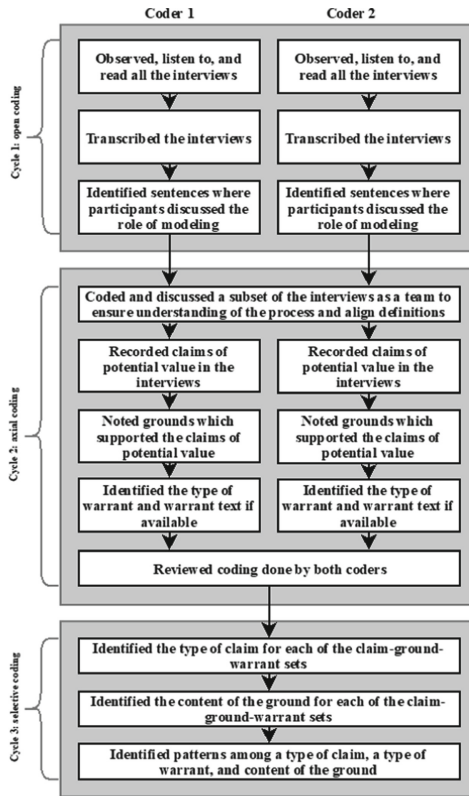 Coder 1
Coder 2
Cycle 1: open coding
Observed, listen to, and
read all the interviews
Observed, listen to, and
read all the interviews
Transcribed the interviews
Transcribed the interviews
Identified sentences where
participants discussed the
role of modeling
Identified sentences where
participants discussed the
role of modeling
Cycle 2: axial coding
Coded and discussed a subset of the interviews as a team to
ensure understanding of the process and align definitions
Recorded claims of
potential value in the
interviews
Recorded claims of
potential value in the
interviews
Noted grounds which
supported the claims of
potential value
Noted grounds which
supported the claims of
potential value
Identified the type of
warrant and warrant text if
available
Identified the type of
warrant and warrant text if
available
Reviewed coding done by both coders
Cycle 3: selective coding
Identified the type of claim for each of the claim-ground-
warrant sets
Identified the content of the ground for each of the claim-
ground-warrant sets
Identified patterns among a type of claim, a type of
warrant, and content of the ground